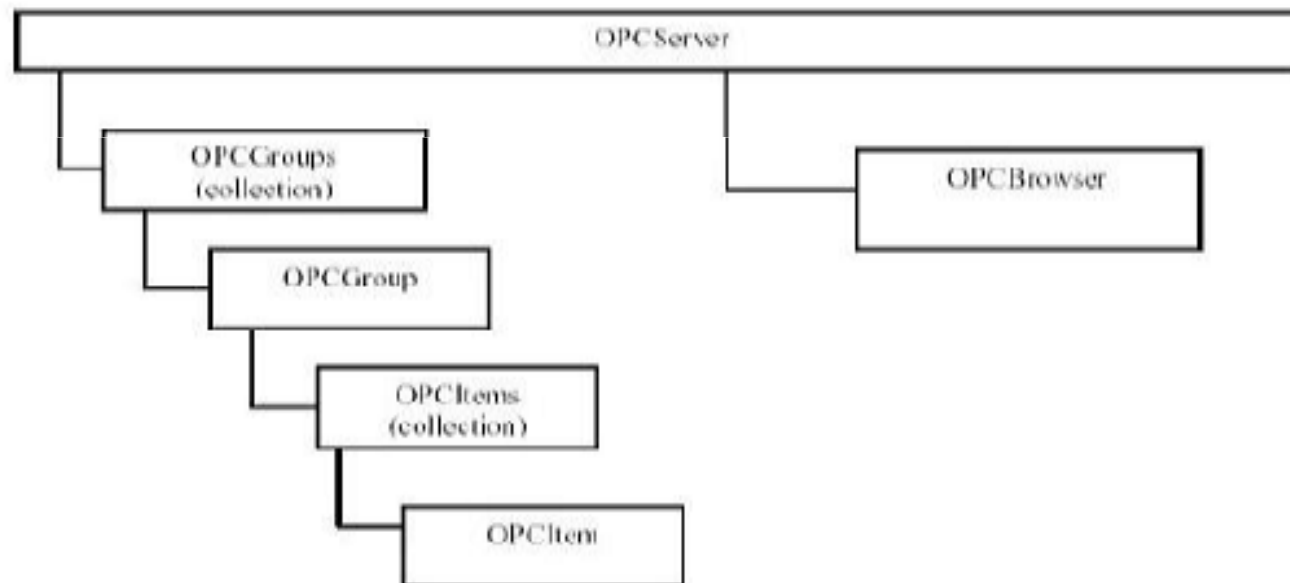 OPCServer
OPCGroups
(collection)
OPCBrowser
OPCGroup
OPCItems
(collection)
OPCItem